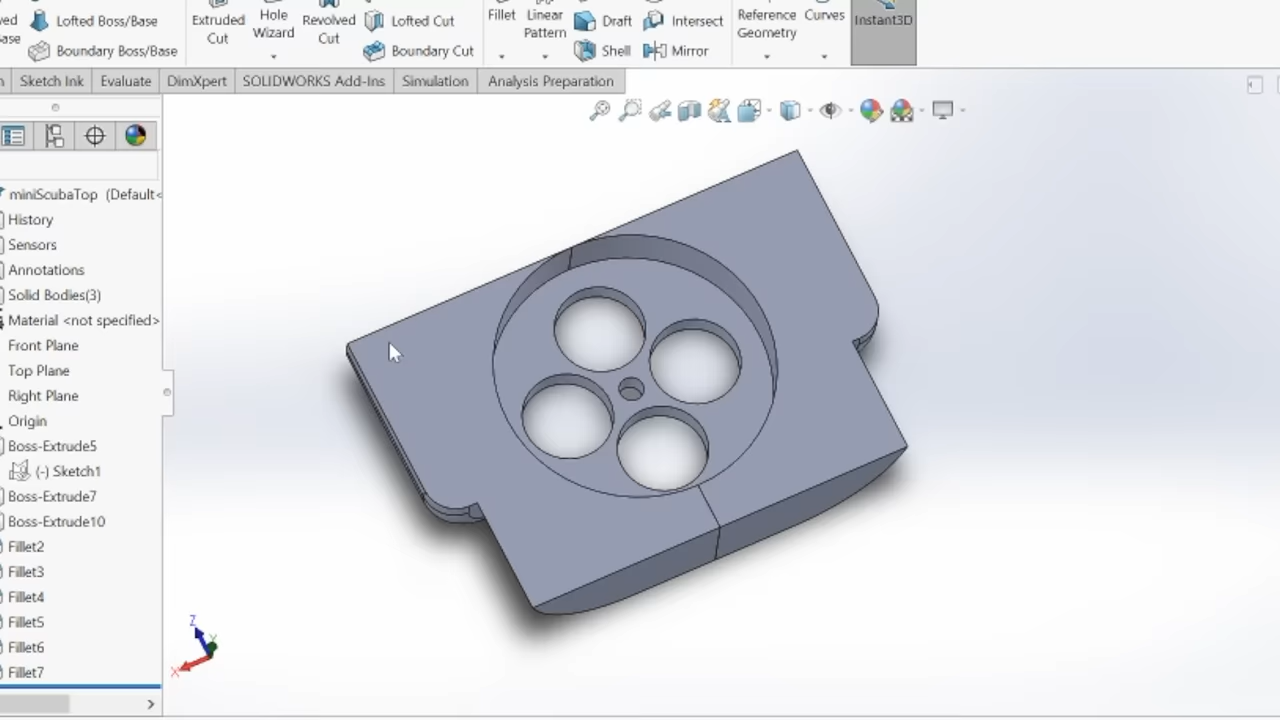 Lofted Boss/Base
Boundary Boss/Base
Extruded
Cut
Hole
Wizard
Revolved
Cut
Lofted Cut
Boundary Cut
Fillet
Linear
Pattern
Draft
Shell
Intersect
Mirror
Reference
Geometry
Curves
Instant3D
Sketch Ink
Evaluate
DimXpert
SOLIDWORKS Add-Ins
Simulation
Analysis Preparation
miniScubaTop (Default<
History
Sensors
Annotations
Solid Bodies(3)
Material <not specified>
Front Plane
Top Plane
Right Plane
Origin
Boss-Extrude5
(-) Sketch1
Boss-Extrude7
Boss-Extrude10
Fillet2
Fillet3
Fillet4
Fillet5
Fillet6
Fillet7
Z
Y
X